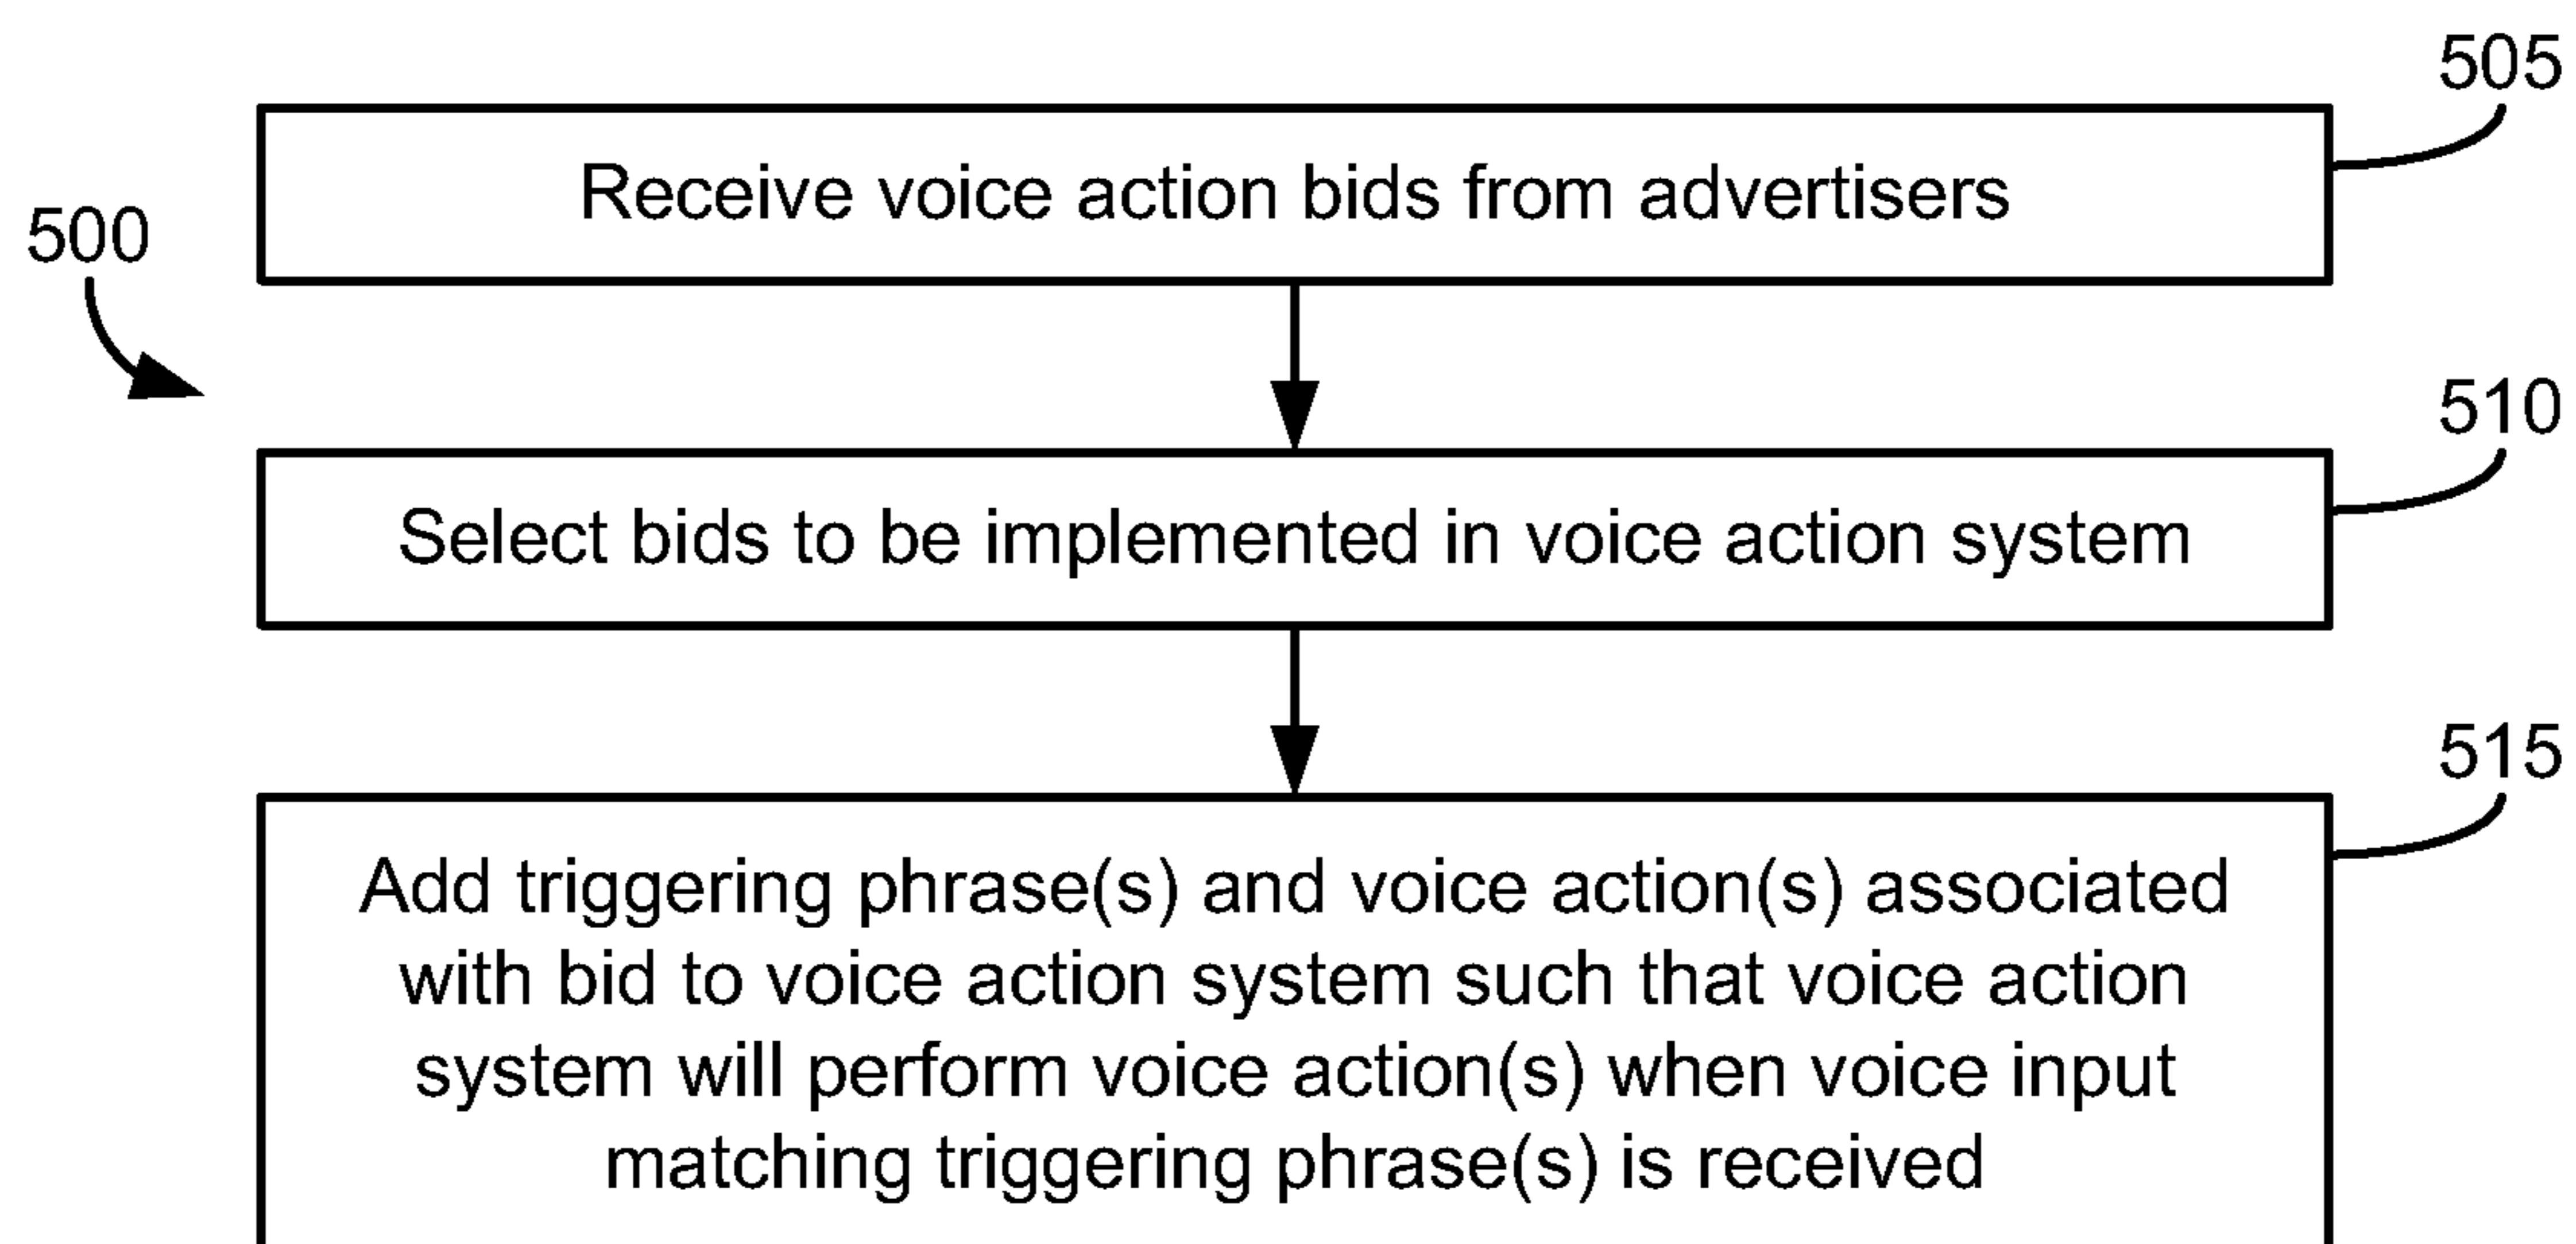 505
Receive voice action bids from advertisers
500
510
Select bids to be implemented in voice action system
515
Add triggering phrase(s) and voice action(s) associated
with bid to voice action system such that voice action
system will perform voice action(s) when voice input
matching triggering phrase(s) is received